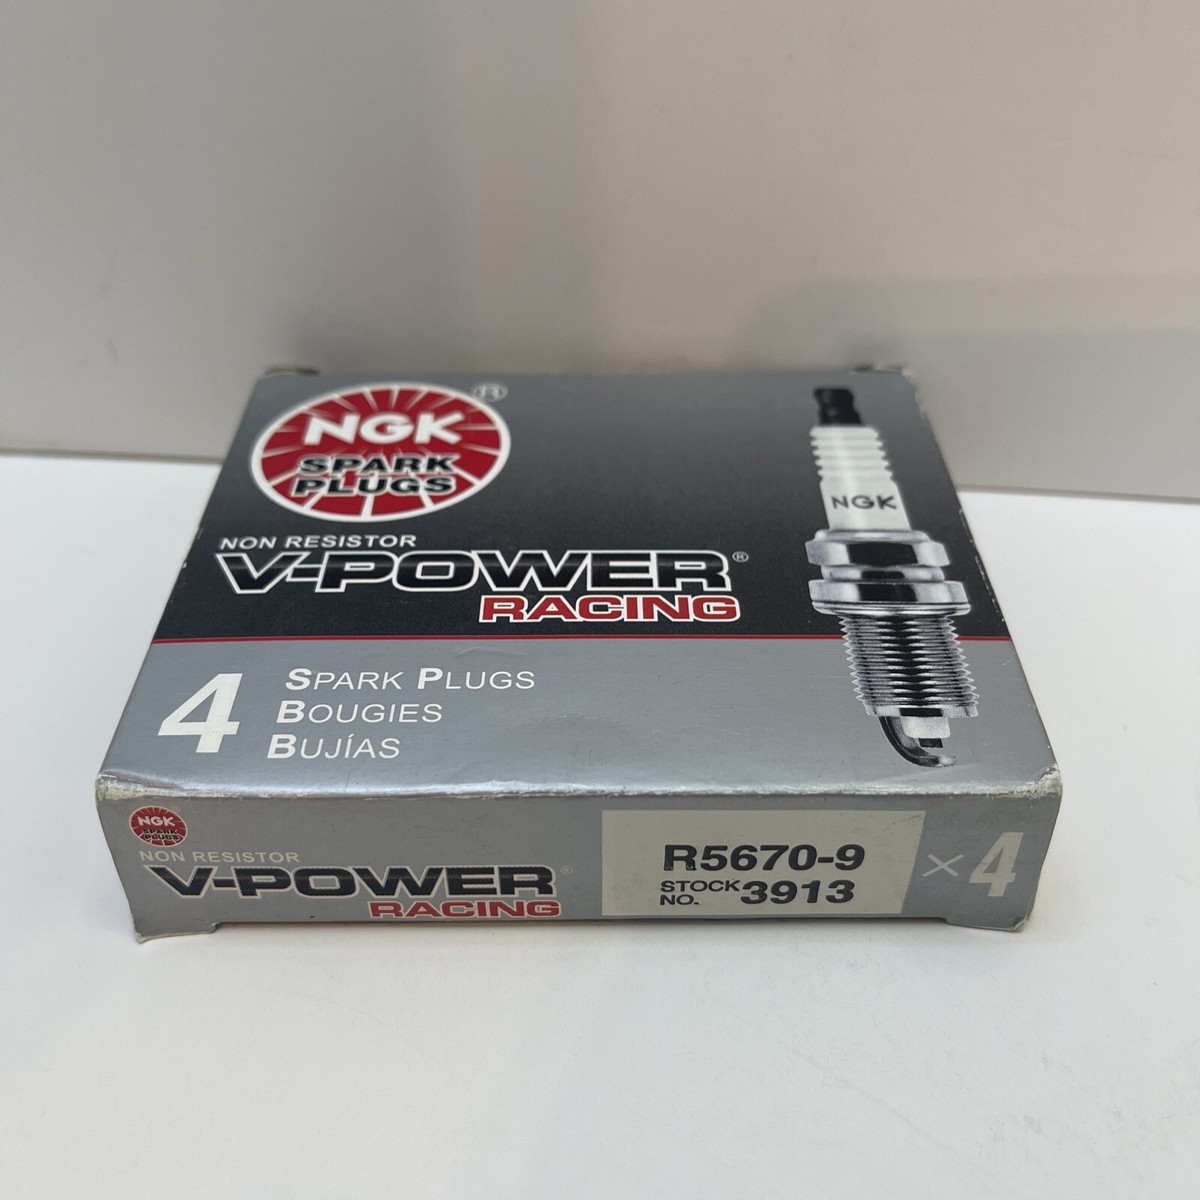 NGK
®
SPARK
PLUGS
NON RESISTOR
V-POWER®
RACING
4
SPARK PLUGS
BOUGIES
BUJÍAS
NGK
NGK
SPARK
PLUGS
NON RESISTOR
V-POWER®
RACING
R5670-9
STOCK NO. 3913
×4